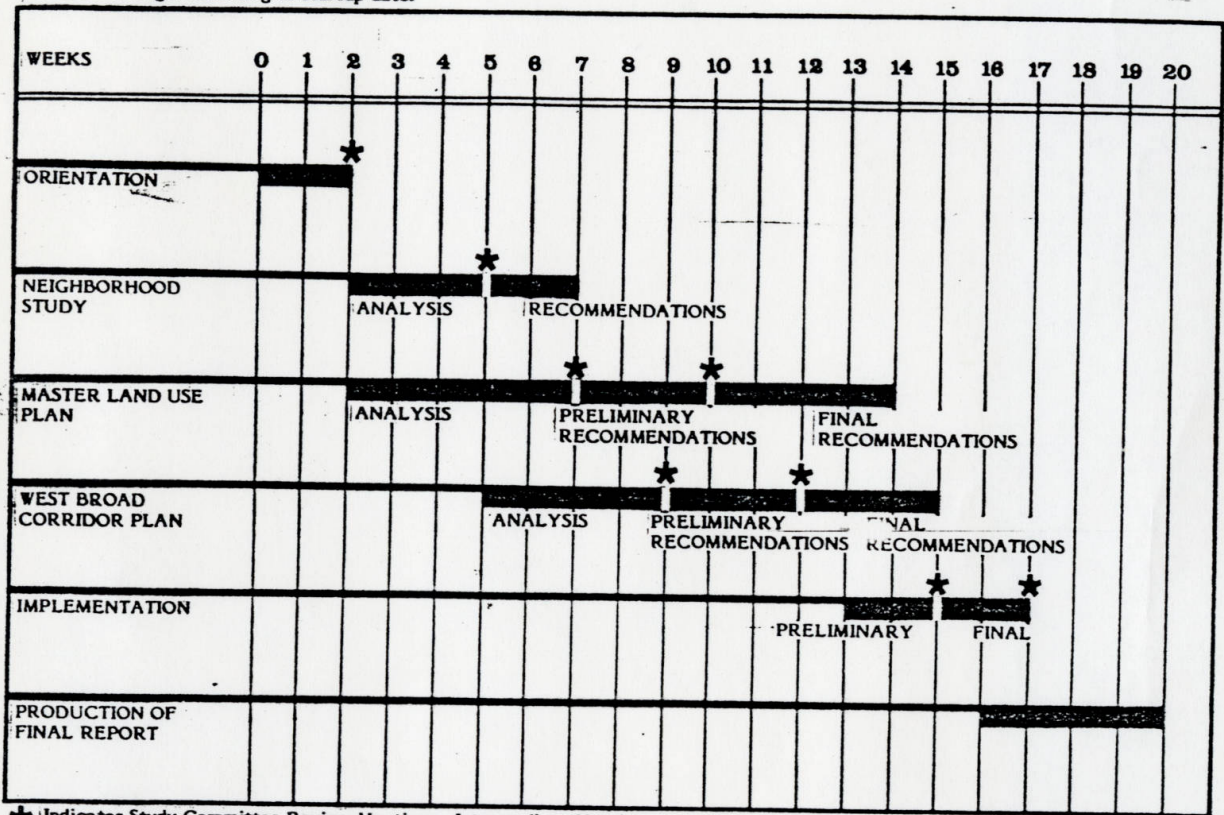 WEEKS 0 1 2 3 4 5 6 7 8 9 10 11 12 13 14 15 16 17 18 19 20
*
ORIENTATION
*
NEIGHBORHOOD
STUDY
ANALYSIS RECOMMENDATIONS
* *
MASTER LAND USE
PLAN
ANALYSIS PRELIMINARY
RECOMMENDATIONS
FINAL
RECOMMENDATIONS
* *
WEST BROAD
CORRIDOR PLAN
ANALYSIS PRELIMINARY
RECOMMENDATIONS
FINAL
RECOMMENDATIONS
* *
IMPLEMENTATION
PRELIMINARY FINAL
PRODUCTION OF
FINAL REPORT
* Indicates Study Committee Review Meetings